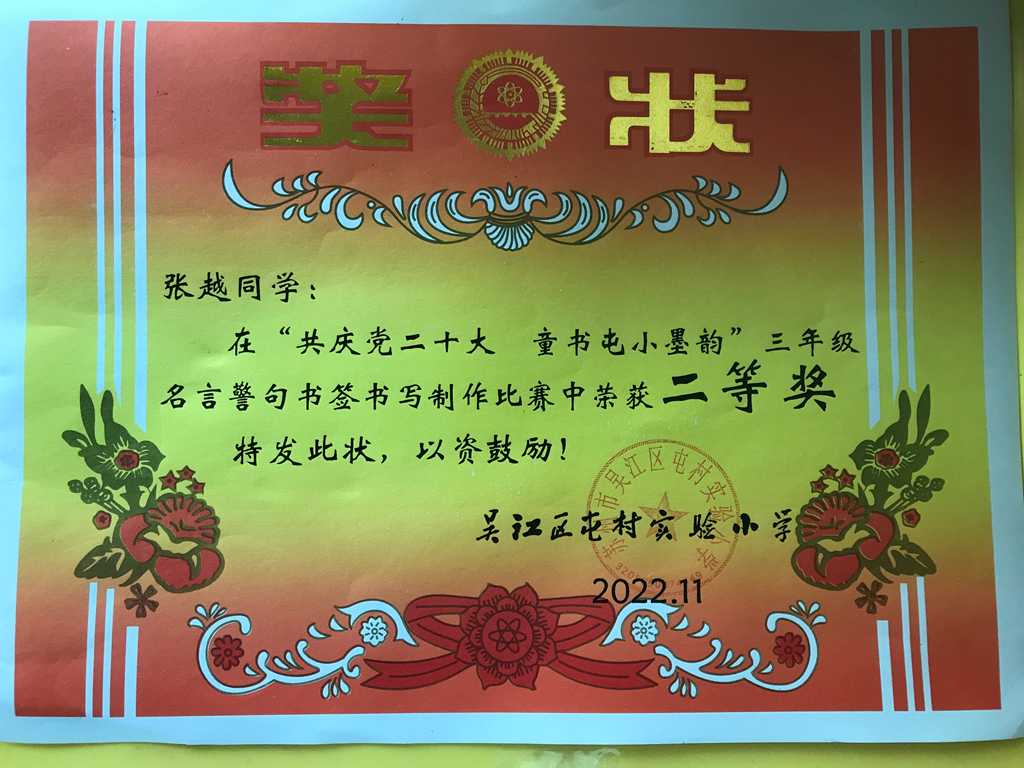 奖 状
张越同学：
在“共庆党二十大 童书屯小墨韵”三年级
名言警句书签书写制作比赛中荣获二等奖
特发此状，以资鼓励！
吴江区屯村实验小学
2022.11